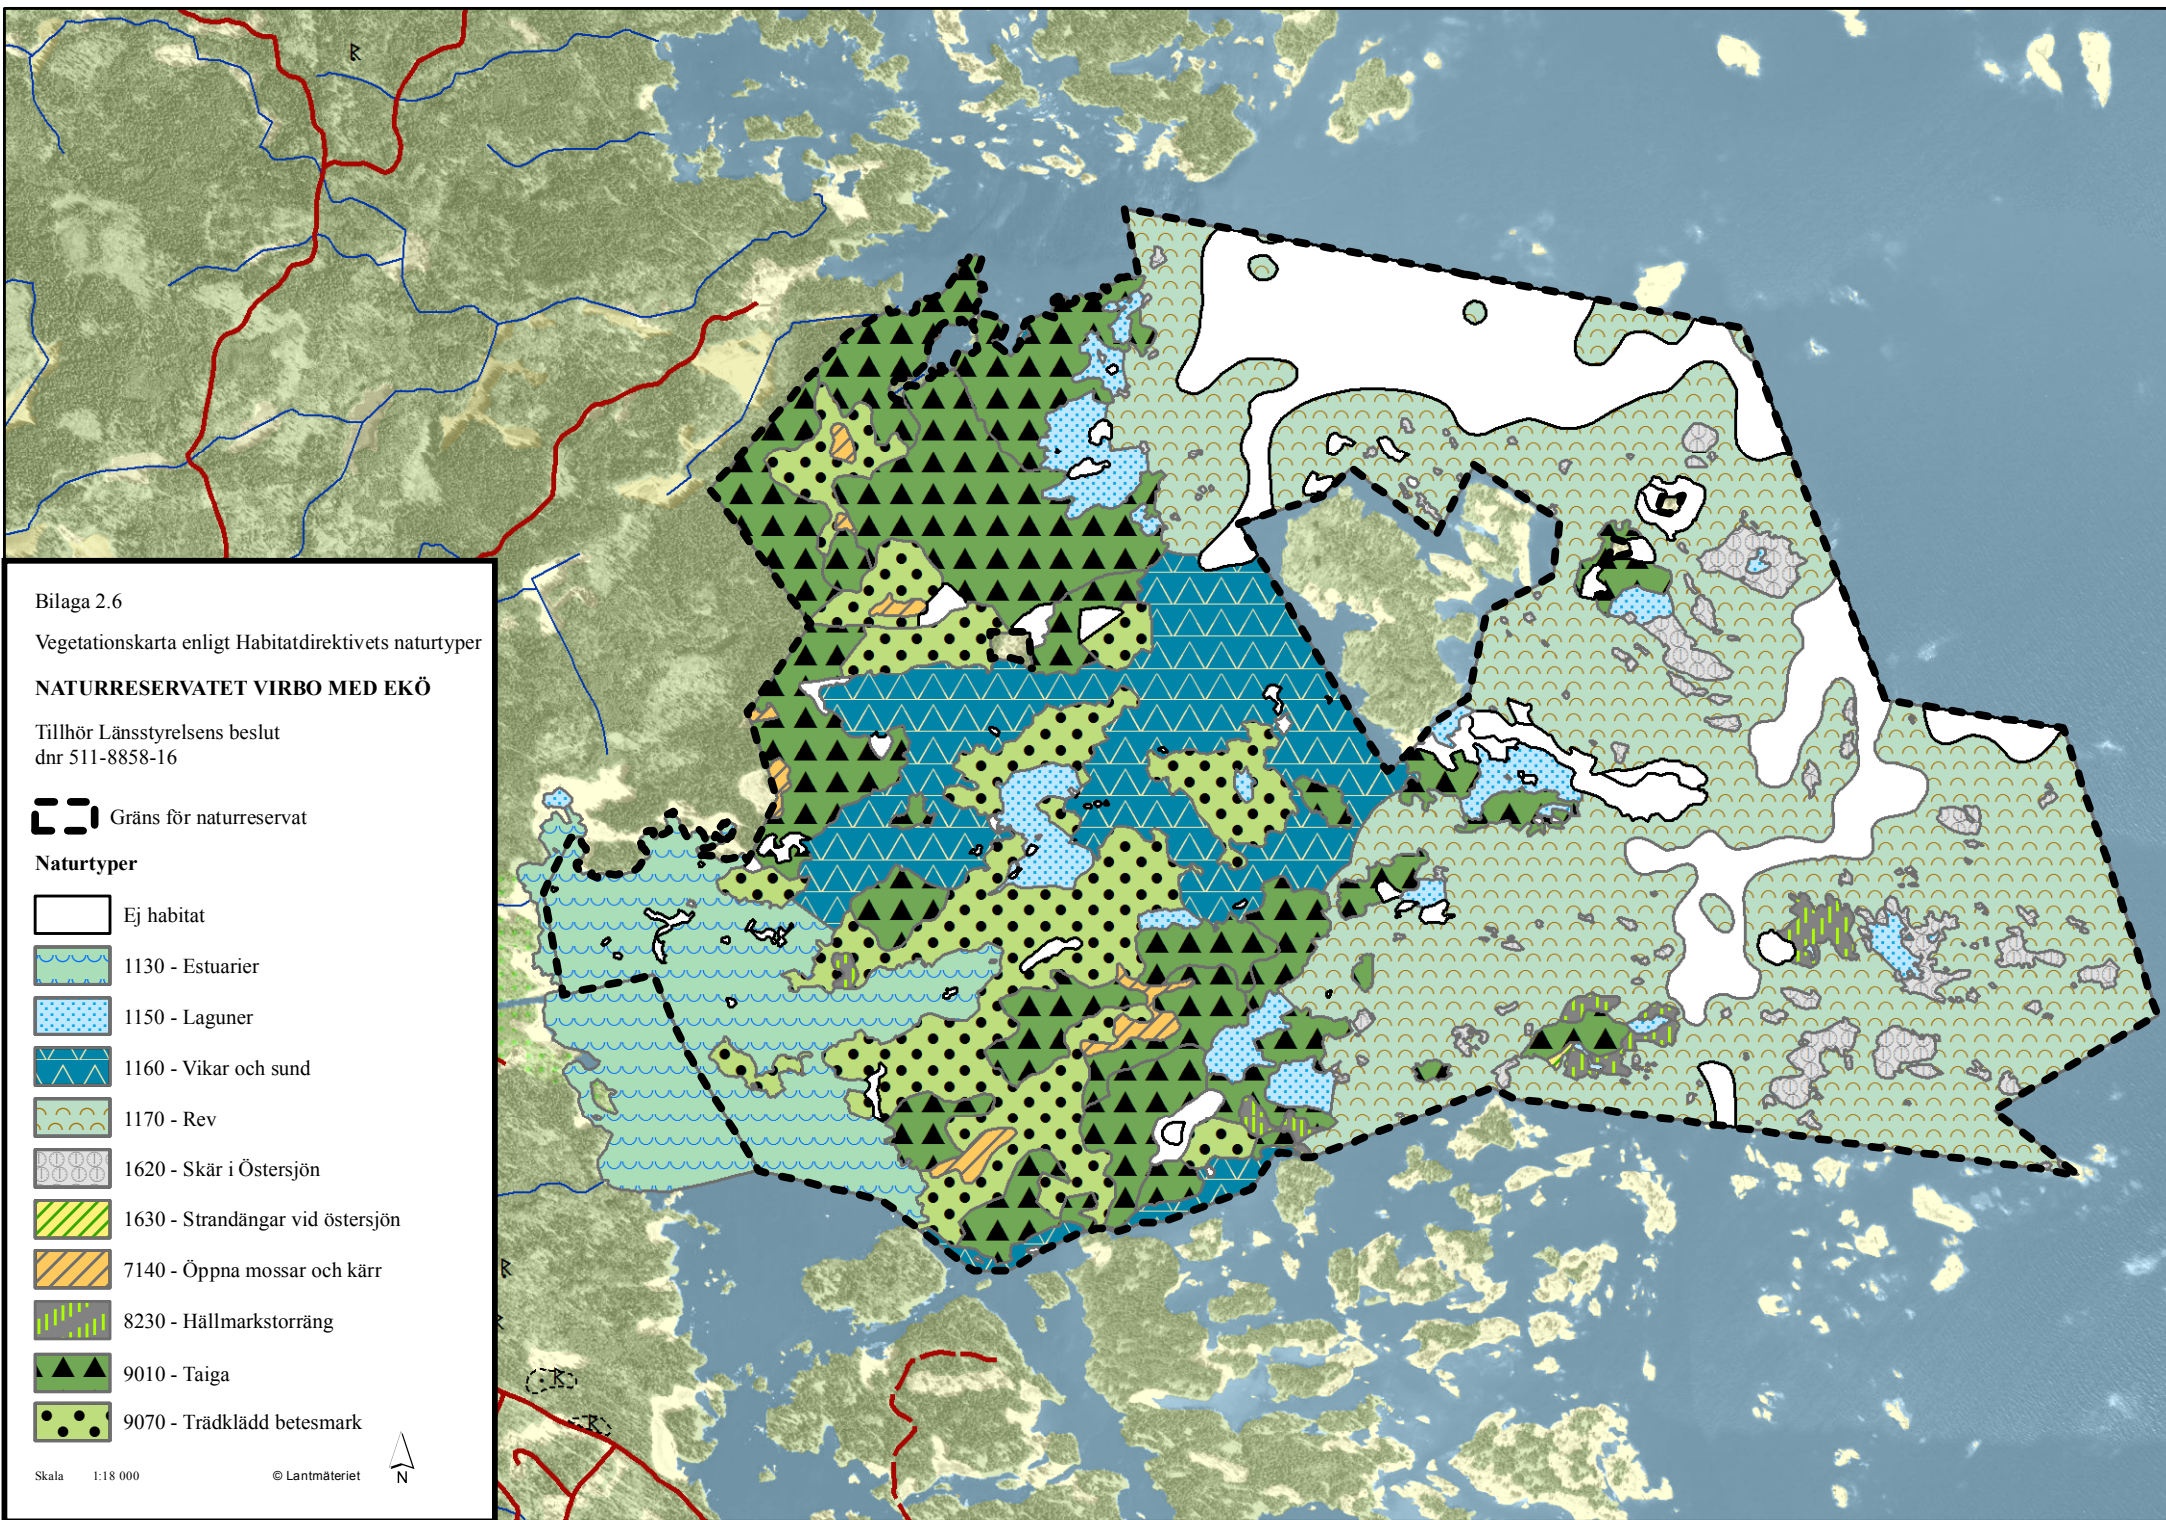 Bilaga 2.6
Vegetationskarta enligt Habitatdirektivets naturtyper
NATURRESERVATET VIRBO MED EKÖ
Tillhör Länsstyrelsens beslut
dnr 511-8858-16
Gräns för naturreservat
Naturtyper
Ej habitat
1130 - Estuarier
1150 - Laguner
1160 - Vikar och sund
1170 - Rev
1620 - Skär i Östersjön
1630 - Strandängar vid östersjön
7140 - Öppna mossar och kärr
8230 - Hällmarkstorräng
9010 - Taiga
9070 - Trädklädd betesmark
Skala 1:18 000
© Lantmäteriet
N